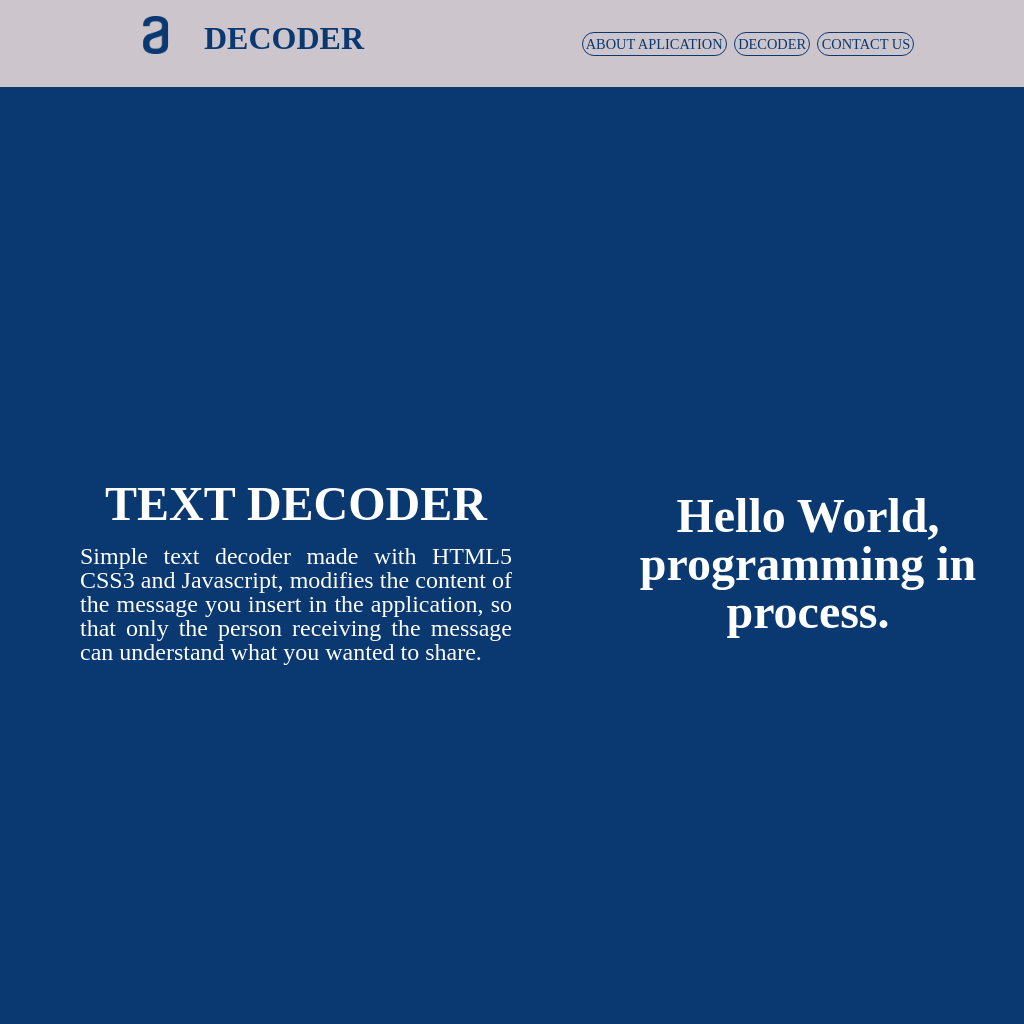 a DECODER
ABOUT APLICATION DECODER CONTACT US
TEXT DECODER
Simple text decoder made with HTML5
CSS3 and Javascript, modifies the content of
the message you insert in the application, so
that only the person receiving the message
can understand what you wanted to share.
Hello World,
programming in
process.